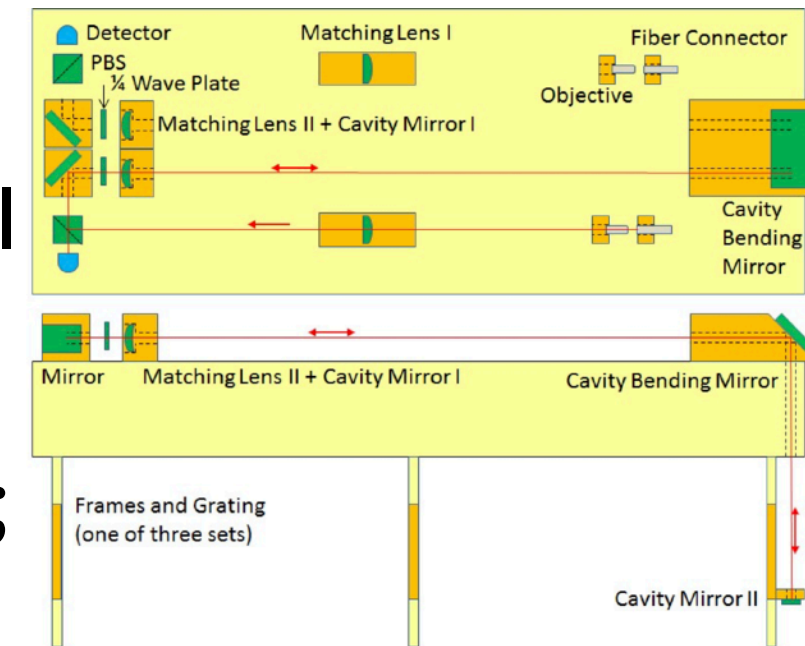 Detector
Matching Lens I
Fiber Connector
PBS
¼ Wave Plate
Objective
Matching Lens II + Cavity Mirror I
Cavity
Bending
Mirror
Mirror
Matching Lens II + Cavity Mirror I
Cavity Bending Mirror
Frames and Grating
(one of three sets)
Cavity Mirror II